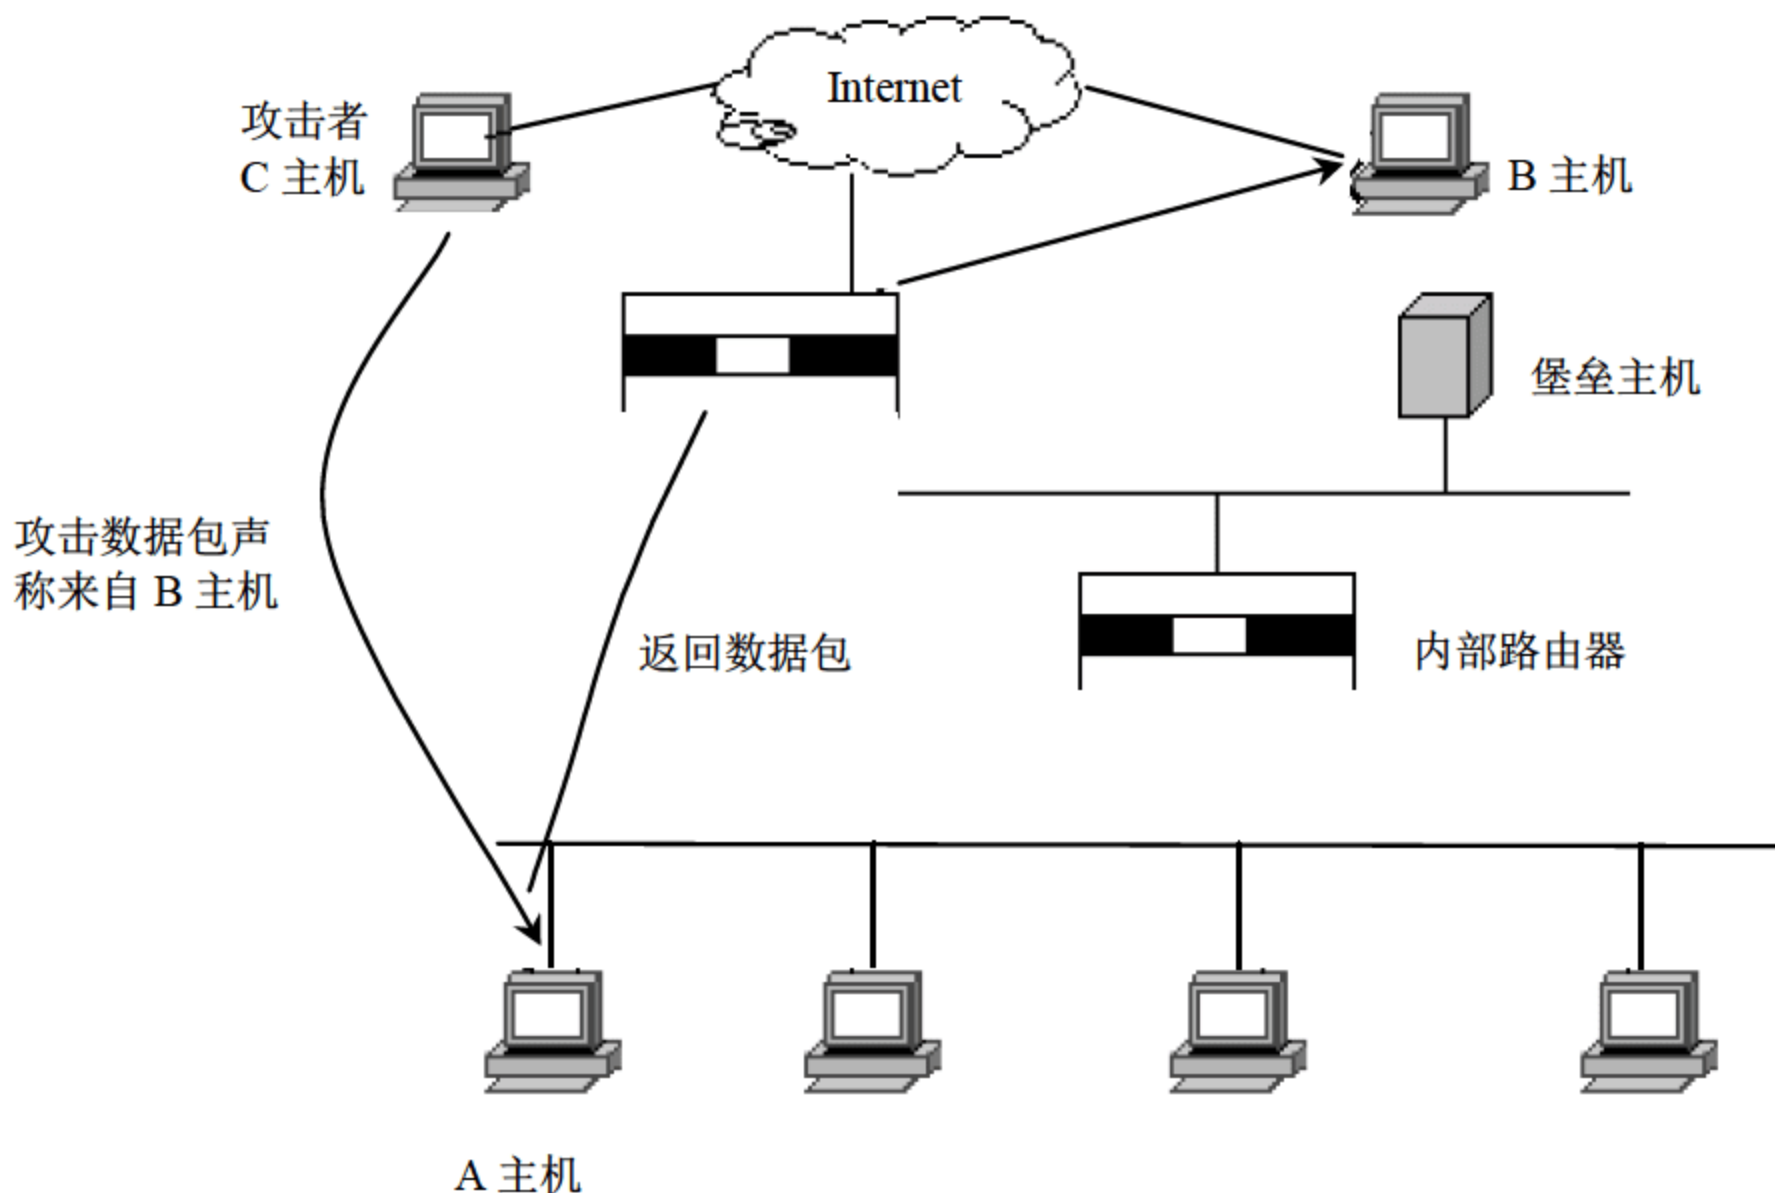 Internet
攻击者
C 主机
B 主机
堡垒主机
攻击数据包声
称来自 B 主机
返回数据包
内部路由器
A 主机